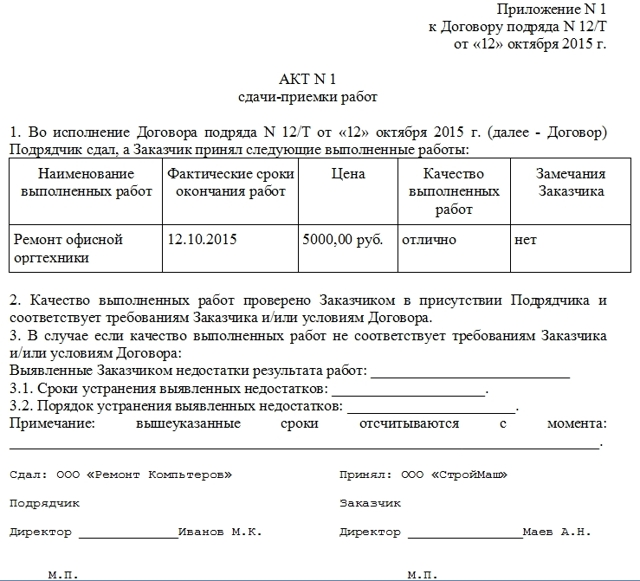 Приложение N 1
к Договору подряда N 12/Т
от «12» октября 2015 г.
АКТ N 1
сдачи-приемки работ
1. Во исполнение Договора подряда N 12/Т от «12» октября 2015 г. (далее - Договор)
Подрядчик сдал, а Заказчик принял следующие выполненные работы:
Наименование выполненных работ
Фактические сроки окончания работ
Цена
Качество выполненных работ
Замечания Заказчика
Ремонт офисной оргтехники
12.10.2015
5000,00 руб.
отлично
нет
2. Качество выполненных работ проверено Заказчиком в присутствии Подрядчика и
соответствует требованиям Заказчика и/или условиям Договора.
3. В случае если качество выполненных работ не соответствует требованиям Заказчика
и/или условиям Договора:
Выявленные Заказчиком недостатки результата работ: ____________________________
3.1. Сроки устранения выявленных недостатков: ______________________.
3.2. Порядок устранения выявленных недостатков: ________________________.
Примечание: вышеуказанные сроки отсчитываются с момента:
____________________________________________________________________________________.
Сдал: ООО «Ремонт Компьтеров» Принял: ООО «СтройМаш»
Подрядчик Заказчик
Директор ______________Иванов М.К. Директор ________________Маев А.Н.
М.П. М.П.